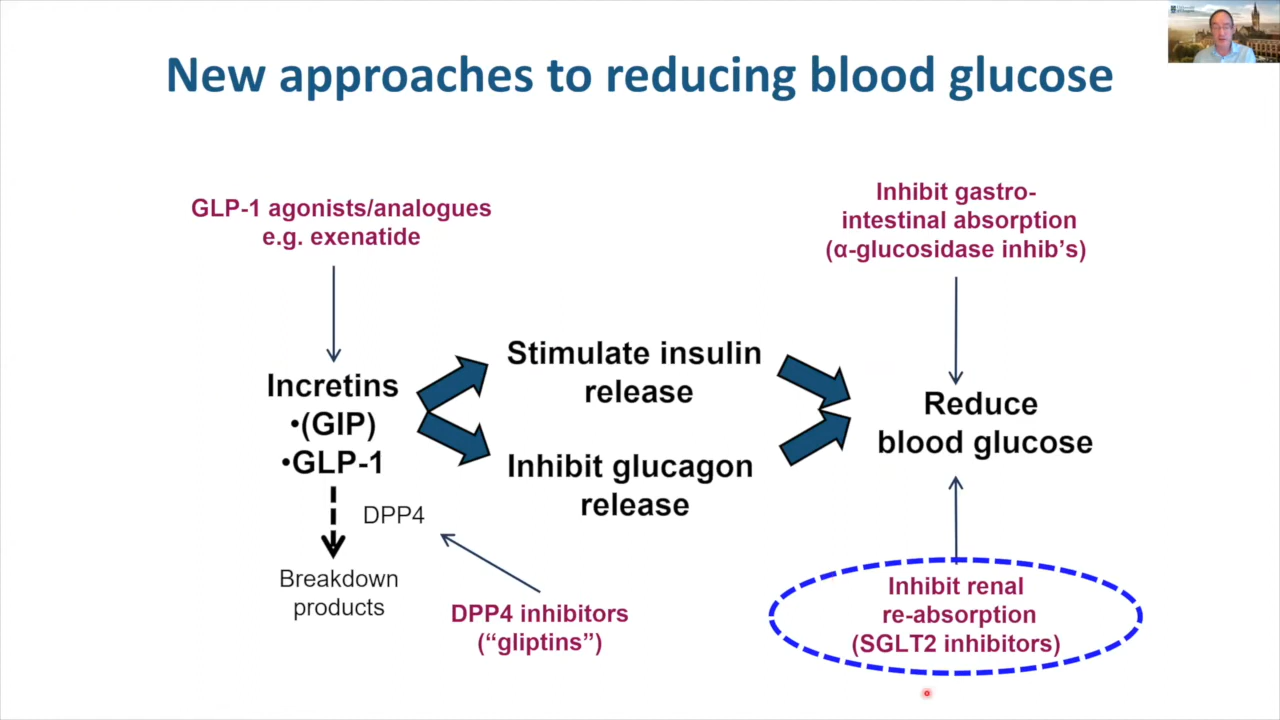 New approaches to reducing blood glucose
GLP-1 agonists/analogues
e.g. exenatide
Inhibit gastro-
intestinal absorption
(α-glucosidase inhib’s)
Incretins
•(GIP)
•GLP-1
Stimulate insulin
release
Inhibit glucagon
release
Reduce
blood glucose
DPP4
Breakdown
products
DPP4 inhibitors
(“gliptins”)
Inhibit renal
re-absorption
(SGLT2 inhibitors)